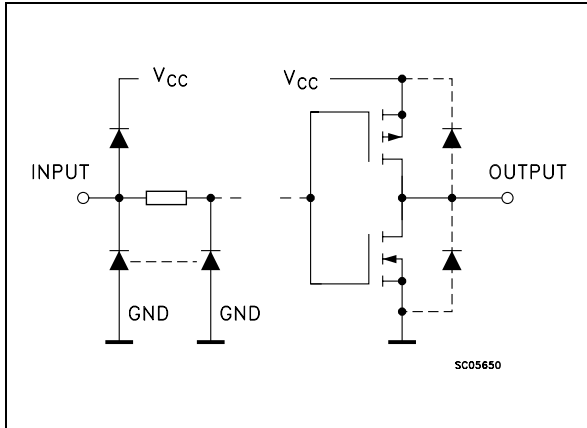 VCC
VCC
INPUT
OUTPUT
GND
GND
SC05650